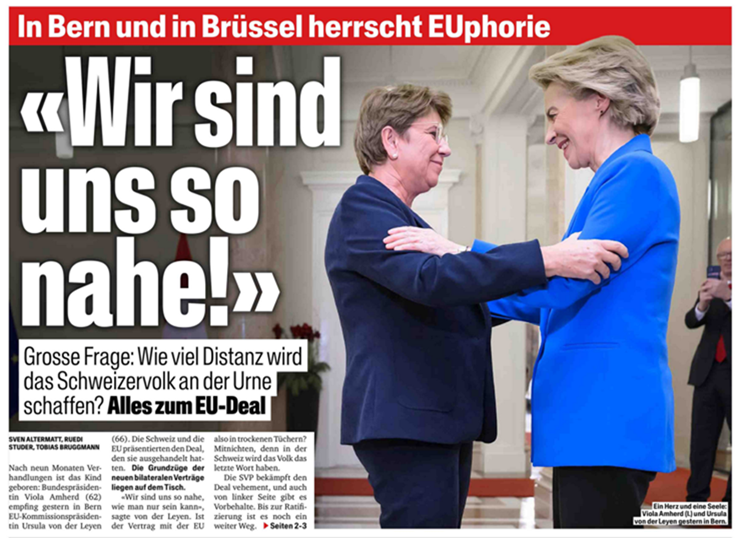 In Bern und in Brüssel herrscht EUphorie
«Wir sind
uns so
nahe!»
Grosse Frage: Wie viel Distanz wird
das Schweizervolk an der Urne
schaffen? Alles zum EU-Deal
SVEN ALTERMATT, RUEDI
STUDER, TOBIAS BRUGGMANN
Nach neun Monaten Ver-
handlungen ist das Kind
geboren: Bundespräsiden-
tin Viola Amherd (62)
empfing gestern in Bern
EU-Kommissionspräsiden-
tin Ursula von der Leyen
(66). Die Schweiz und die
EU präsentierten den Deal,
den sie ausgehandelt hat-
ten. Die Grundzüge der
neuen bilateralen Verträge
liegen auf dem Tisch.
«Wir sind uns so nahe,
wie man nur sein kann»,
sagte von der Leyen. Ist
der Vertrag mit der EU
also in trockenen Tüchern?
Mitnichten, denn in der
Schweiz wird das Volk das
letzte Wort haben.
Die SVP bekämpft den
Deal vehement, und auch
von linker Seite gibt es
Vorbehalte. Bis zur Ratifi-
zierung ist es noch ein
weiter Weg. ▶ Seiten 2-3
Ein Herz und eine Seele:
Viola Amherd (l.) und Ursula
von der Leyen gestern in Bern.